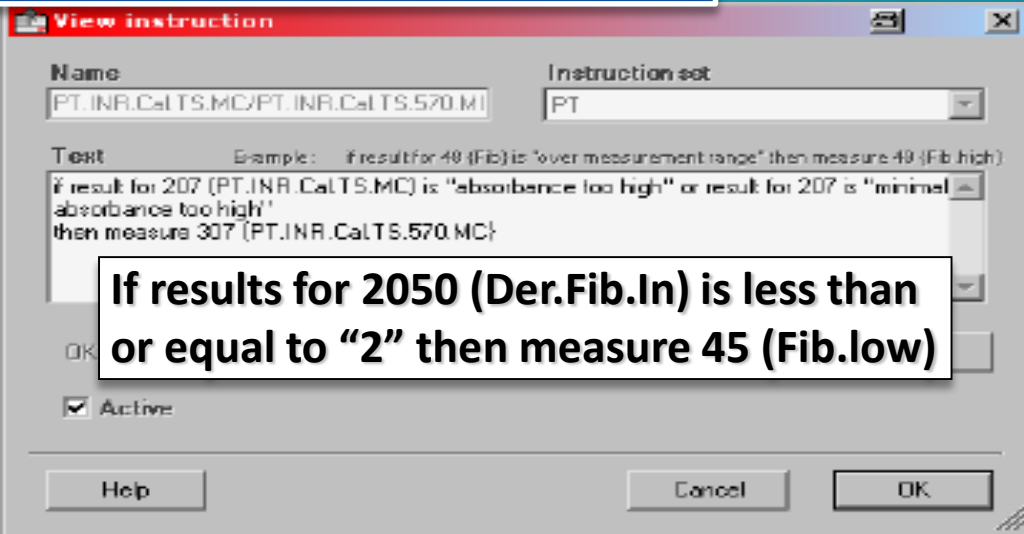 View instruction
Name Instruction set
PT.INR.Cal.TS.MC/PT.INR.Cal.TS.570.M PT
Text Example: if result for 49 {Fib} is "over measurement range" then measure 49 {Fib.high}
if result for 207 {PT.INR.Cal.TS.MC} is "absorbance too high" or result for 207 is "minimal
absorbance too high"
then measure 307 {PT.INR.Cal.TS.570.MC}
If results for 2050 (Der.Fib.In) is less than
or equal to “2” then measure 45 (Fib.low)
OK
Active
Help Cancel OK